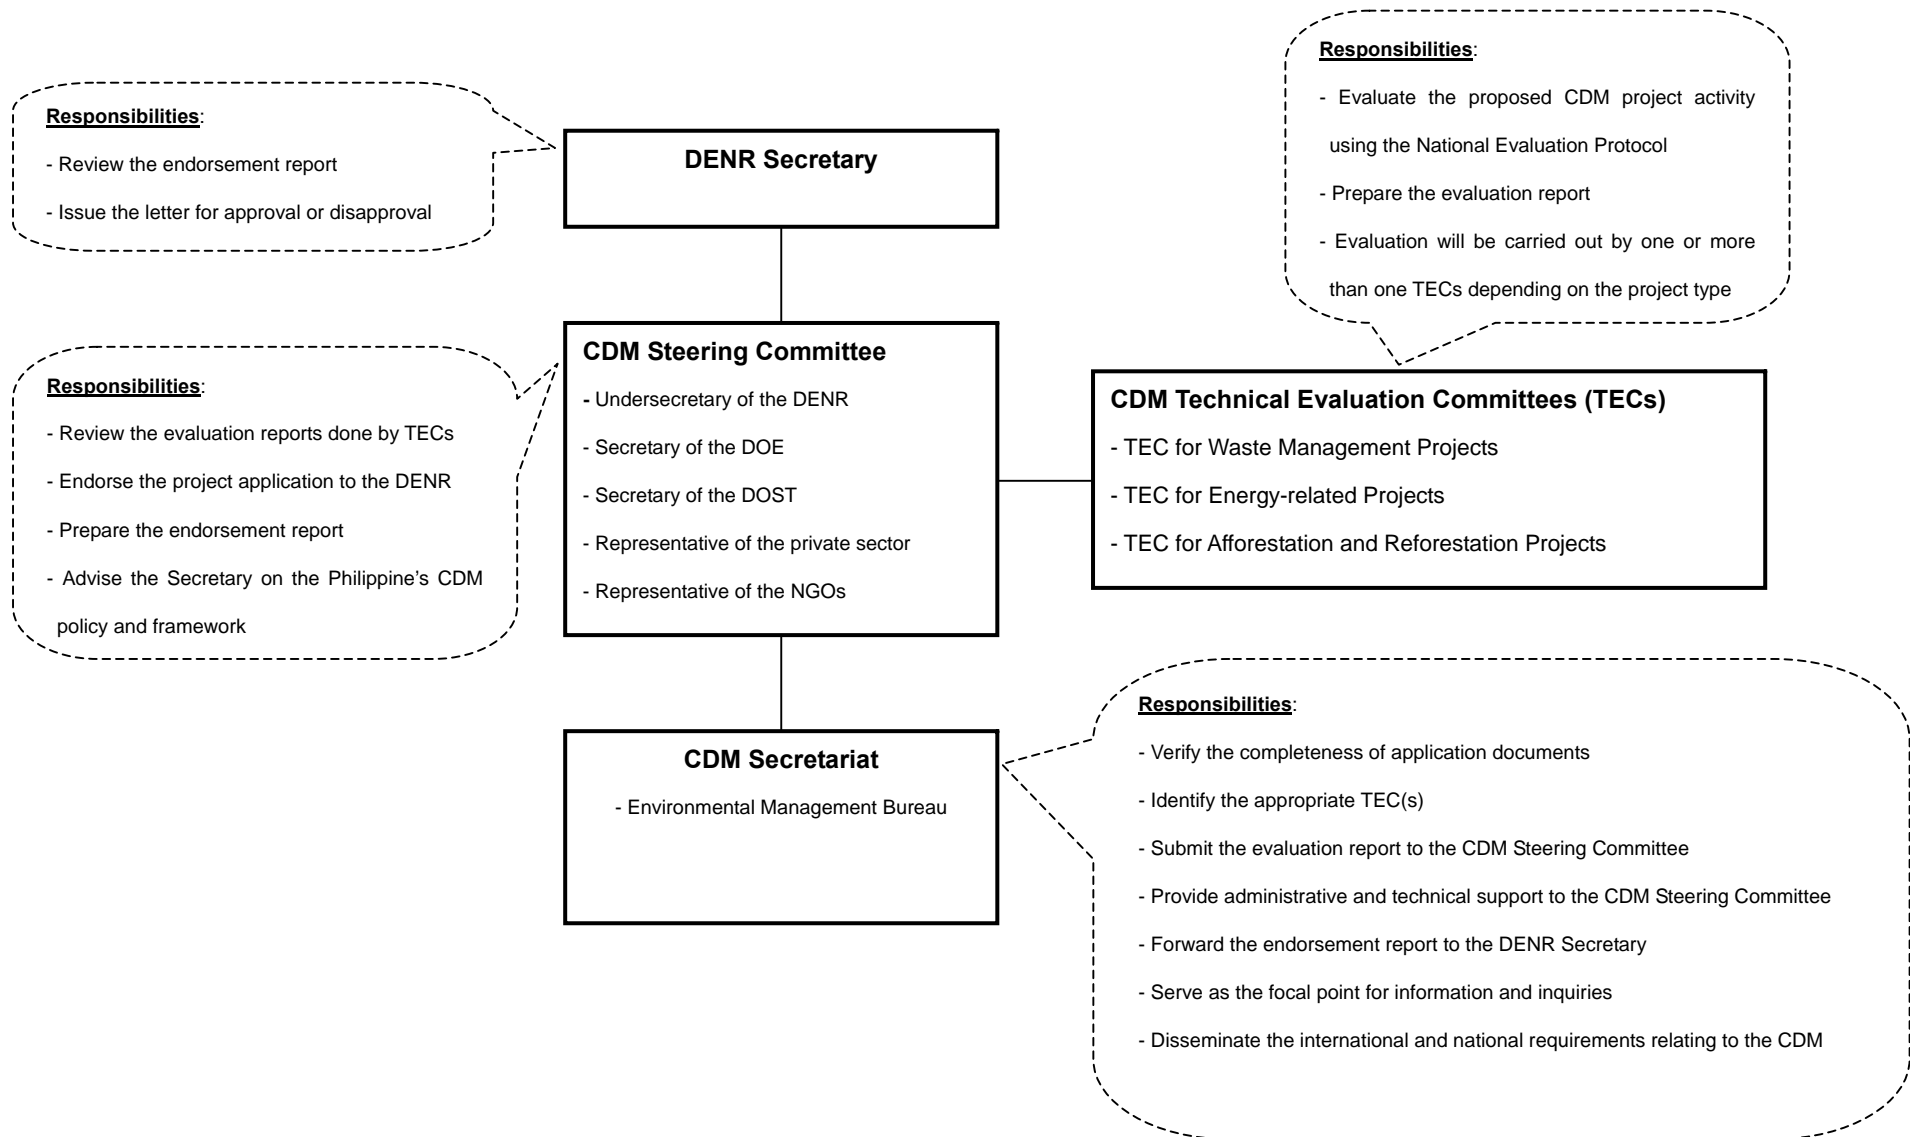 Responsibilities:
- Review the endorsement report
- Issue the letter for approval or disapproval
DENR Secretary
Responsibilities:
- Evaluate the proposed CDM project activity
using the National Evaluation Protocol
- Prepare the evaluation report
- Evaluation will be carried out by one or more
than one TECs depending on the project type
Responsibilities:
- Review the evaluation reports done by TECs
- Endorse the project application to the DENR
- Prepare the endorsement report
- Advise the Secretary on the Philippine's CDM
policy and framework
CDM Steering Committee
- Undersecretary of the DENR
- Secretary of the DOE
- Secretary of the DOST
- Representative of the private sector
- Representative of the NGOs
CDM Technical Evaluation Committees (TECs)
- TEC for Waste Management Projects
- TEC for Energy-related Projects
- TEC for Afforestation and Reforestation Projects
CDM Secretariat
- Environmental Management Bureau
Responsibilities:
- Verify the completeness of application documents
- Identify the appropriate TEC(s)
- Submit the evaluation report to the CDM Steering Committee
- Provide administrative and technical support to the CDM Steering Committee
- Forward the endorsement report to the DENR Secretary
- Serve as the focal point for information and inquiries
- Disseminate the international and national requirements relating to the CDM